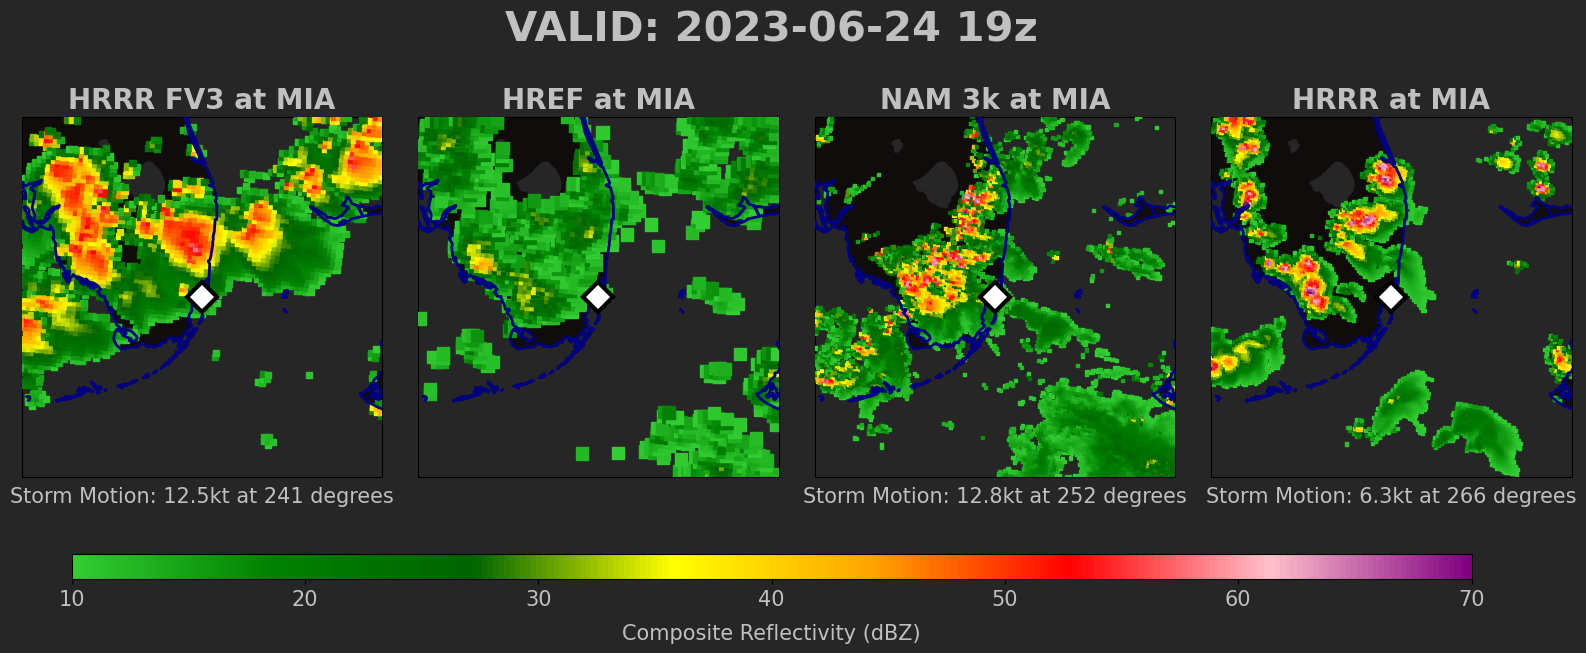 VALID: 2023-06-24 19z
HRRR FV3 at MIA
HREF at MIA
NAM 3k at MIA
HRRR at MIA
Storm Motion: 12.5kt at 241 degrees
Storm Motion: 12.8kt at 252 degrees
Storm Motion: 6.3kt at 266 degrees
10 20 30 40 50 60 70
Composite Reflectivity (dBZ)